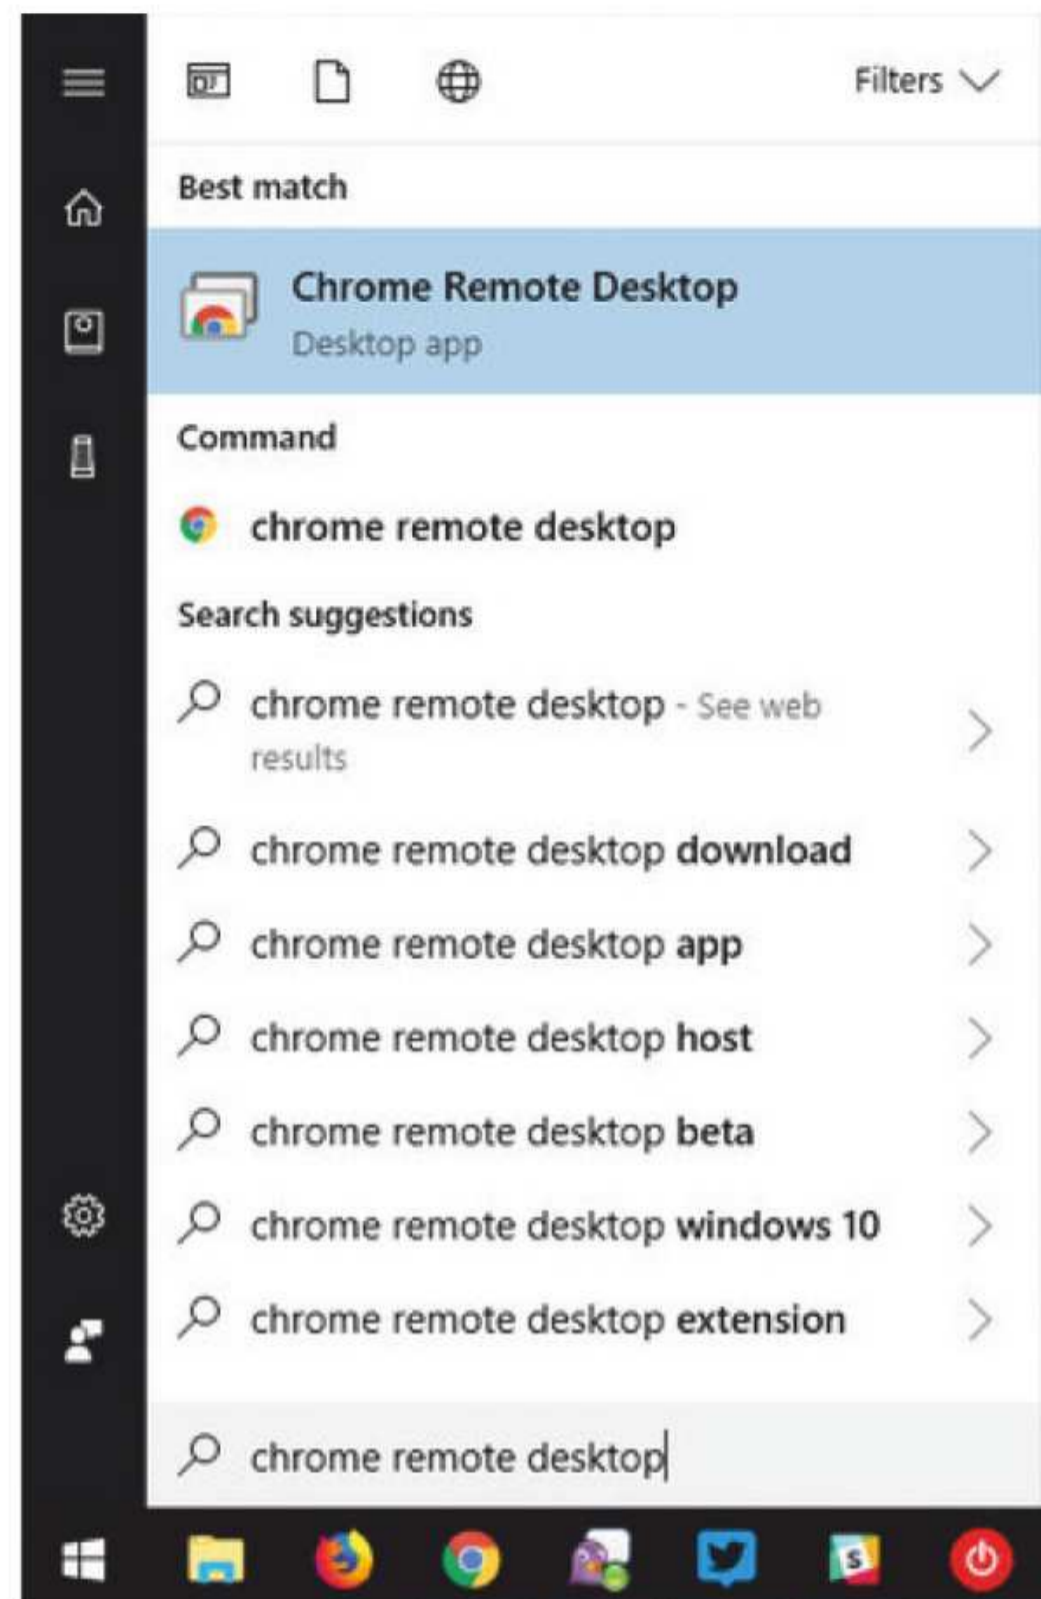 Filters
Best match
Chrome Remote Desktop
Desktop app
Command
chrome remote desktop
Search suggestions
chrome remote desktop - See web
results
chrome remote desktop download
chrome remote desktop app
chrome remote desktop host
chrome remote desktop beta
chrome remote desktop windows 10
chrome remote desktop extension
chrome remote desktop